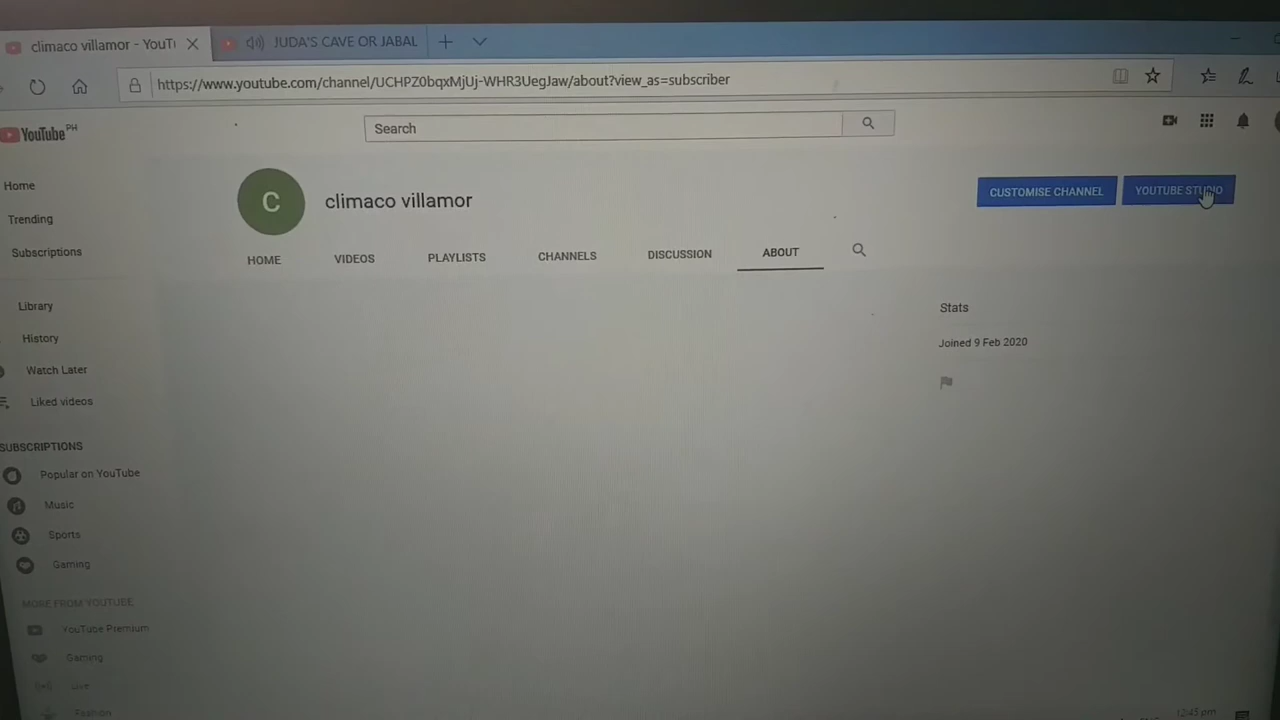 climaco villamor - YouTu
JUDA'S CAVE OR JABAL
https://www.youtube.com/channel/UCHPZ0bqxMjUj-WHR3UegJaw/about?view_as=subscriber
YouTube PH
Search
C
climaco villamor
CUSTOMISE CHANNEL
YOUTUBE STUDIO
HOME
VIDEOS
PLAYLISTS
CHANNELS
DISCUSSION
ABOUT
Stats
Joined 9 Feb 2020
Home
Trending
Subscriptions
Library
History
Watch Later
Liked videos
SUBSCRIPTIONS
Popular on YouTube
Music
Sports
Gaming
MORE FROM YOUTUBE
YouTube Premium
Gaming
Live
Fashion
12:45 pm